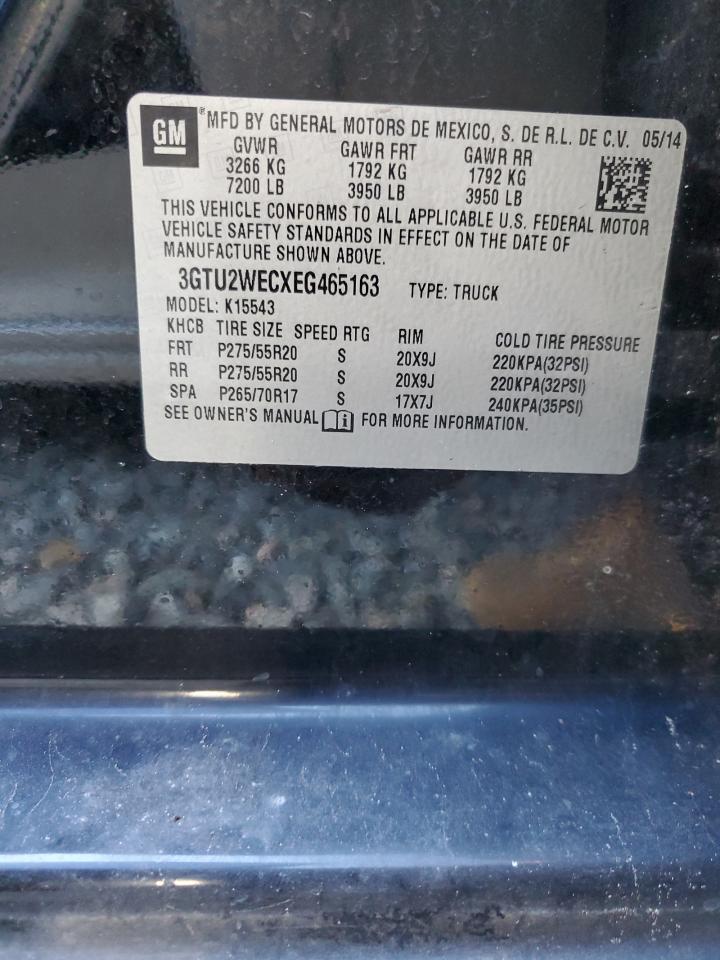 GM ® MFD BY GENERAL MOTORS DE MEXICO, S. DE R.L. DE C.V. 05/14
GVWR GAWR FRT GAWR RR
3266 KG 1792 KG 1792 KG
7200 LB 3950 LB 3950 LB
THIS VEHICLE CONFORMS TO ALL APPLICABLE U.S. FEDERAL MOTOR
VEHICLE SAFETY STANDARDS IN EFFECT ON THE DATE OF
MANUFACTURE SHOWN ABOVE.
3GTU2WECXEG465163 TYPE: TRUCK
MODEL: K15543
KHCB TIRE SIZE SPEED RTG RIM COLD TIRE PRESSURE
FRT P275/55R20 S 20X9J 220KPA(32PSI)
RR P275/55R20 S 20X9J 220KPA(32PSI)
SPA P265/70R17 S 17X7J 240KPA(35PSI)
SEE OWNER'S MANUAL i FOR MORE INFORMATION.